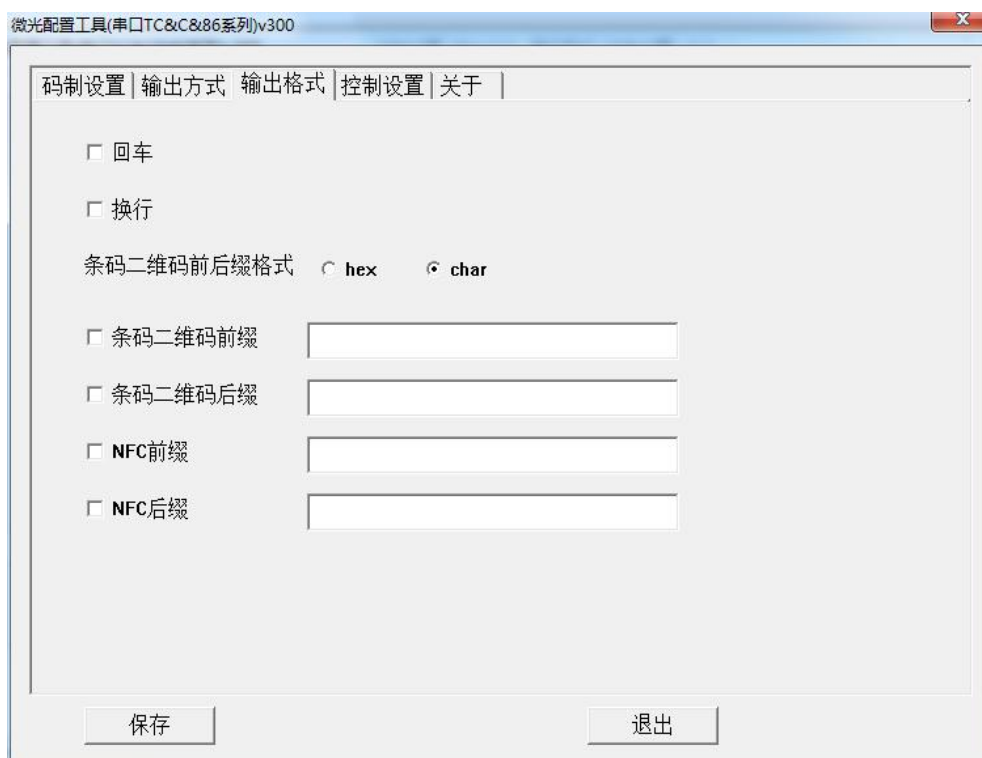 微光配置工具(串口TC&C&86系列)v300
X
码制设置 输出方式 输出格式 控制设置 关于
回车
换行
条码二维码前后缀格式 hex char
条码二维码前缀
条码二维码后缀
NFC前缀
NFC后缀
保存 退出